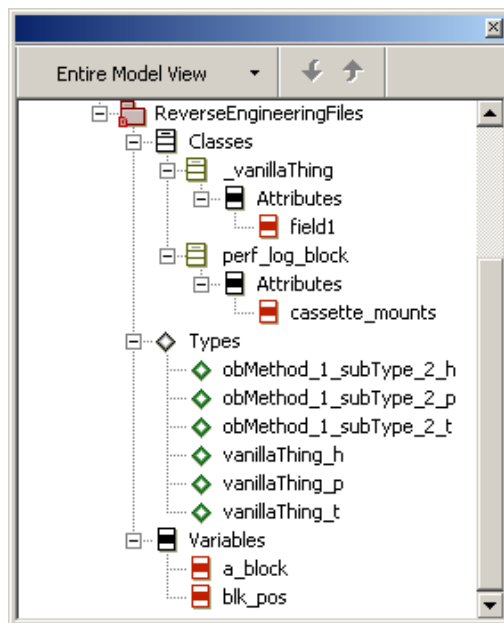 Entire Model View
ReverseEngineeringFiles
Classes
_vanillaThing
Attributes
field1
perf_log_block
Attributes
cassette_mounts
Types
obMethod_1_subType_2_h
obMethod_1_subType_2_p
obMethod_1_subType_2_t
vanillaThing_h
vanillaThing_p
vanillaThing_t
Variables
a_block
blk_pos